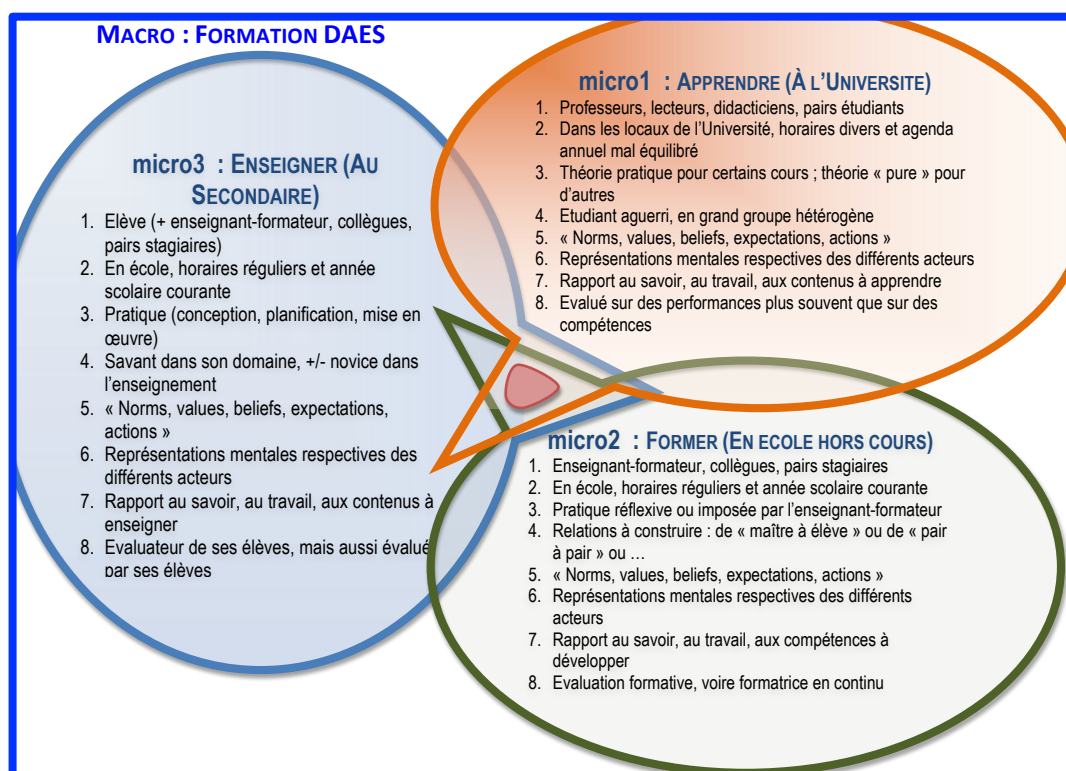 MACRO : FORMATION DAES
micro1 : APPRENDRE (À L'UNIVERSITE)
1. Professeurs, lecteurs, didacticiens, pairs étudiants
2. Dans les locaux de l'Université, horaires divers et agenda
annuel mal équilibré
3. Théorie pratique pour certains cours ; théorie « pure » pour
d'autres
4. Etudiant aguerri, en grand groupe hétérogène
5. « Norms, values, beliefs, expectations, actions »
6. Représentations mentales respectives des différents acteurs
7. Rapport au savoir, au travail, aux contenus à apprendre
8. Evalué sur des performances plus souvent que sur des
compétences
micro3 : ENSEIGNER (AU
SECONDAIRE)
1. Elève (+ enseignant-formateur, collègues,
pairs stagiaires)
2. En école, horaires réguliers et année
scolaire courante
3. Pratique (conception, planification, mise en
œuvre)
4. Savant dans son domaine, +/- novice dans
l'enseignement
5. « Norms, values, beliefs, expectations,
actions »
6. Représentations mentales respectives des
différents acteurs
7. Rapport au savoir, au travail, aux contenus à
enseigner
8. Evaluateur de ses élèves, mais aussi évalué
par ses élèves
micro2 : FORMER (EN ECOLE HORS COURS)
1. Enseignant-formateur, collègues, pairs stagiaires
2. En école, horaires réguliers et année scolaire courante
3. Pratique réflexive ou imposée par l'enseignant-formateur
4. Relations à construire : de « maître à élève » ou de « pair
à pair » ou …
5. « Norms, values, beliefs, expectations, actions »
6. Représentations mentales respectives des différents
acteurs
7. Rapport au savoir, au travail, aux compétences à
développer
8. Evaluation formative, voire formatrice en continu